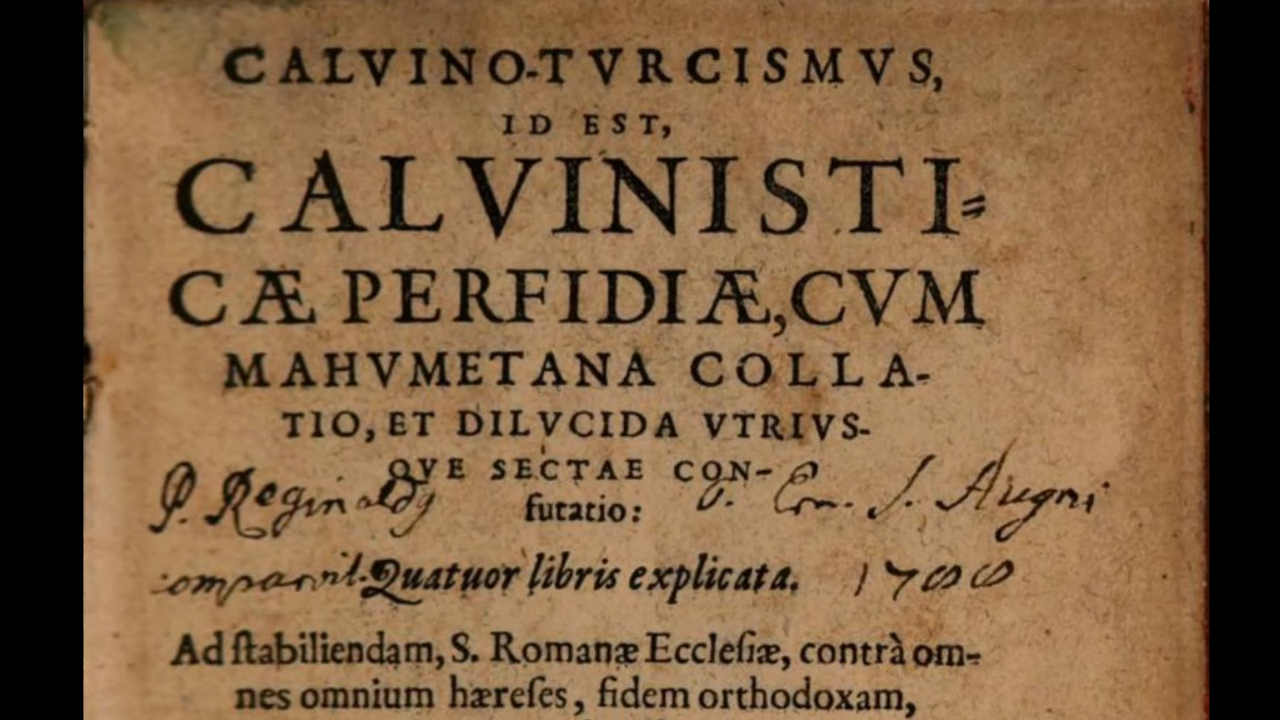 CALVINO-TVRCISMVS,
ID EST,
CALVINISTI-
CÆ PERFIDIÆ, CVM
MAHVMETANA COLLA-
TIO, ET DILVCIDA VTRIVS-
QVE SECTAE CON-
P. Reginaldy
futatio:
Quatuor libris explicata.
Ad ſtabiliendam, S. Romanæ Eccleſiæ, contrà om-
nes omnium hæreſes, fidem orthodoxam,